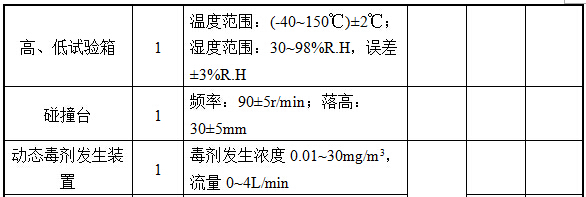 温度范围：(-40~150℃)±2℃；
高、低试验箱 1 湿度范围：30~98%R.H，误差
±3%R.H
碰撞台 1 频率：90±5r/min；落高：
30±5mm
动态毒剂发生装 1 毒剂发生浓度 0.01~30mg/m³，
置 流量 0~4L/min